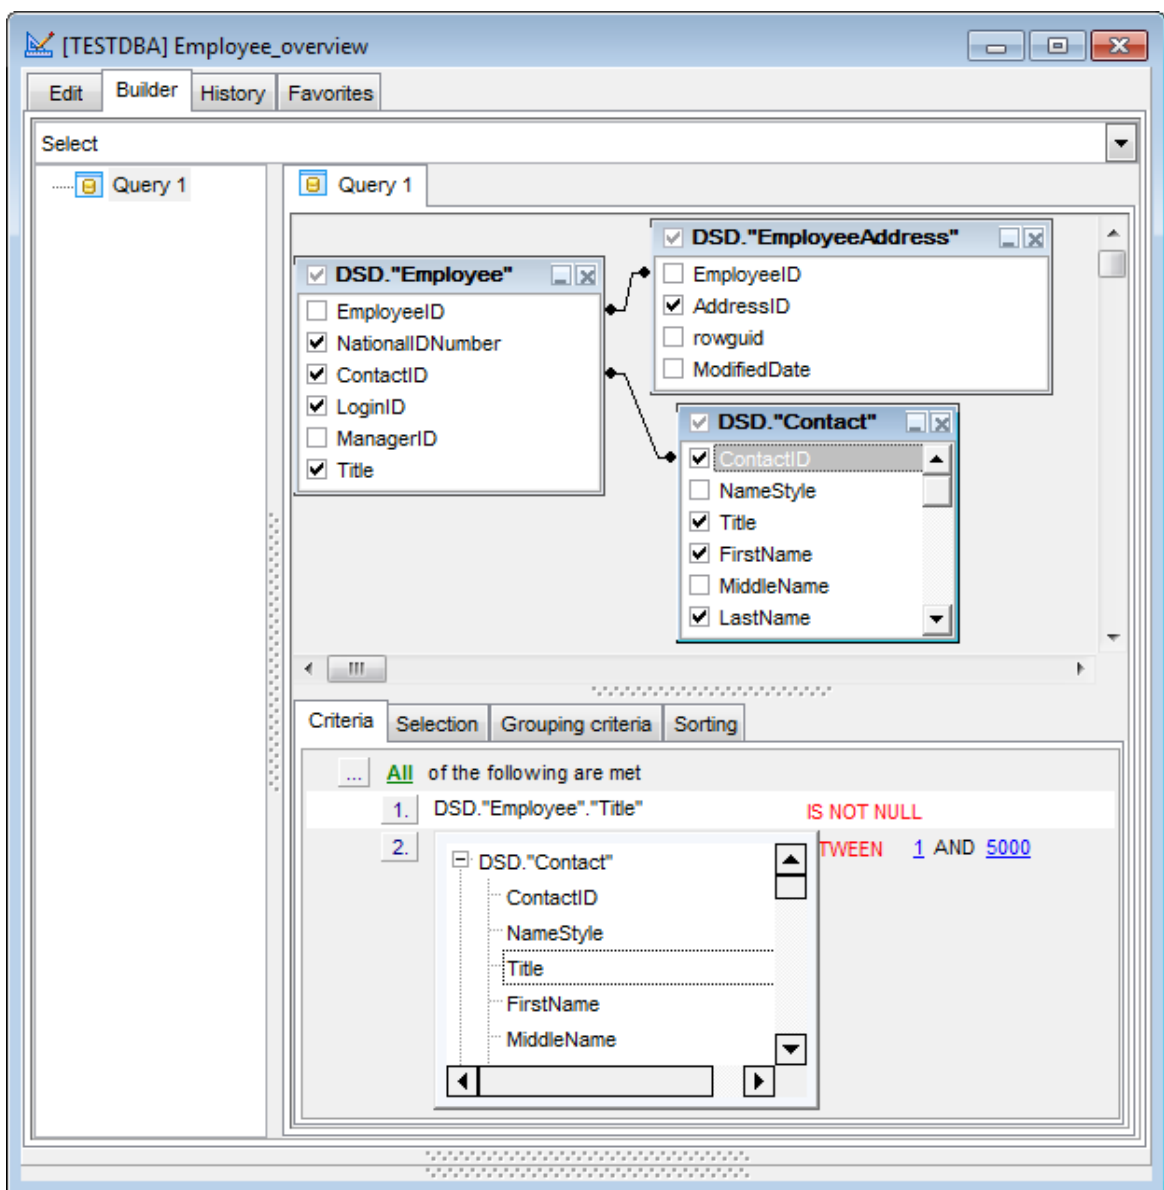 [TESTDBA] Employee_overview
Edit Builder History Favorites
Select
Query 1
Query 1
DSD."EmployeeAddress"
EmployeeID
AddressID
rowguid
ModifiedDate
DSD."Employee"
EmployeeID
NationalIDNumber
ContactID
LoginID
ManagerID
Title
DSD."Contact"
ContactID
NameStyle
Title
FirstName
MiddleName
LastName
Criteria Selection Grouping criteria Sorting
... All of the following are met
1. DSD."Employee"."Title" IS NOT NULL
2. TWEEN 1 AND 5000
DSD."Contact"
ContactID
NameStyle
Title
FirstName
MiddleName